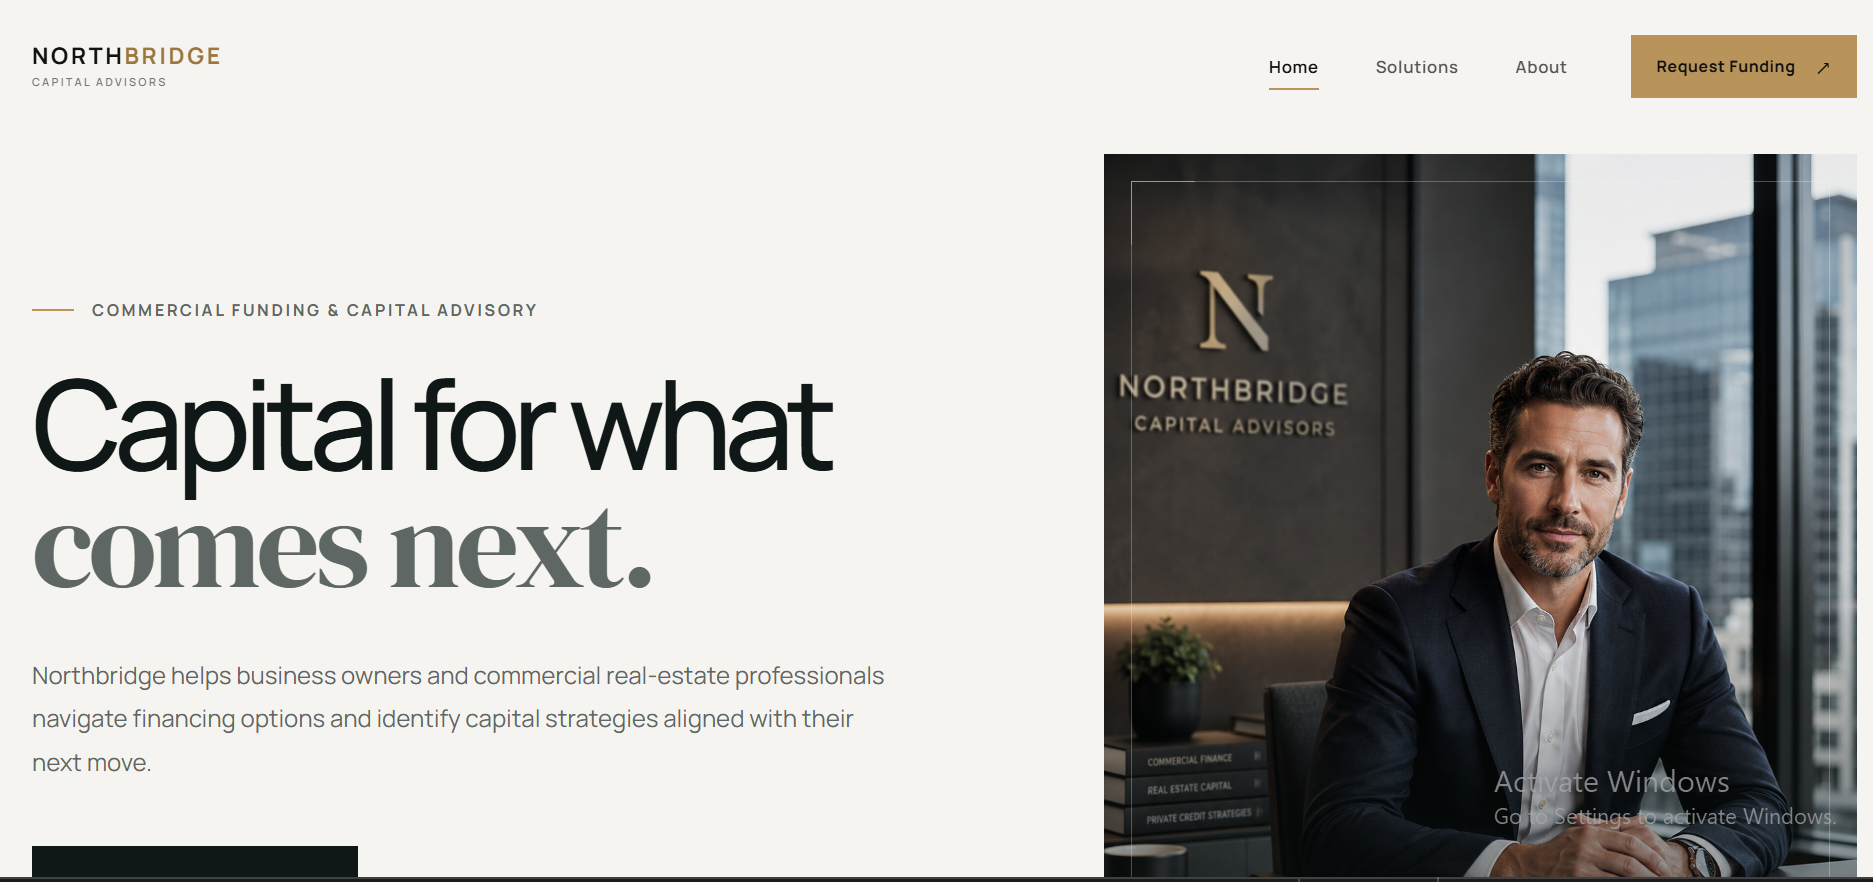 NORTHBRIDGE
CAPITAL ADVISORS
Home
Solutions
About
Request Funding ↗
COMMERCIAL FUNDING & CAPITAL ADVISORY
Capital for what
comes next.
Northbridge helps business owners and commercial real-estate professionals
navigate financing options and identify capital strategies aligned with their
next move.
N
NORTHBRIDGE
CAPITAL ADVISORS
COMMERCIAL FINANCE
REAL ESTATE CAPITAL
PRIVATE CREDIT STRATEGIES
Activate Windows
Go to Settings to activate Windows.